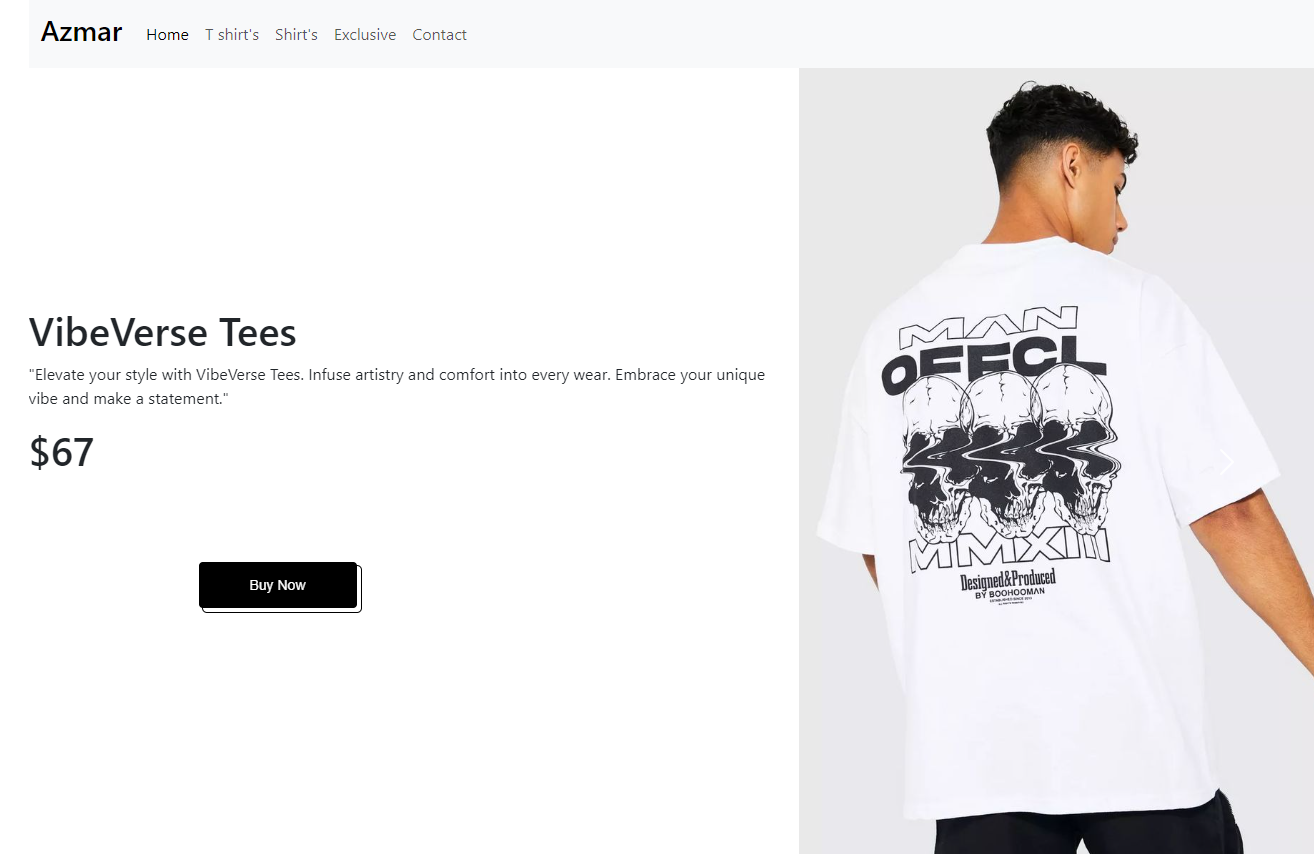 Azmar Home T shirt's Shirt's Exclusive Contact
VibeVerse Tees
"Elevate your style with VibeVerse Tees. Infuse artistry and comfort into every wear. Embrace your unique
vibe and make a statement."
$67
Buy Now
MAN
OFFCL
MMXIII
Designed&Produced
BY BOOHOOMAN